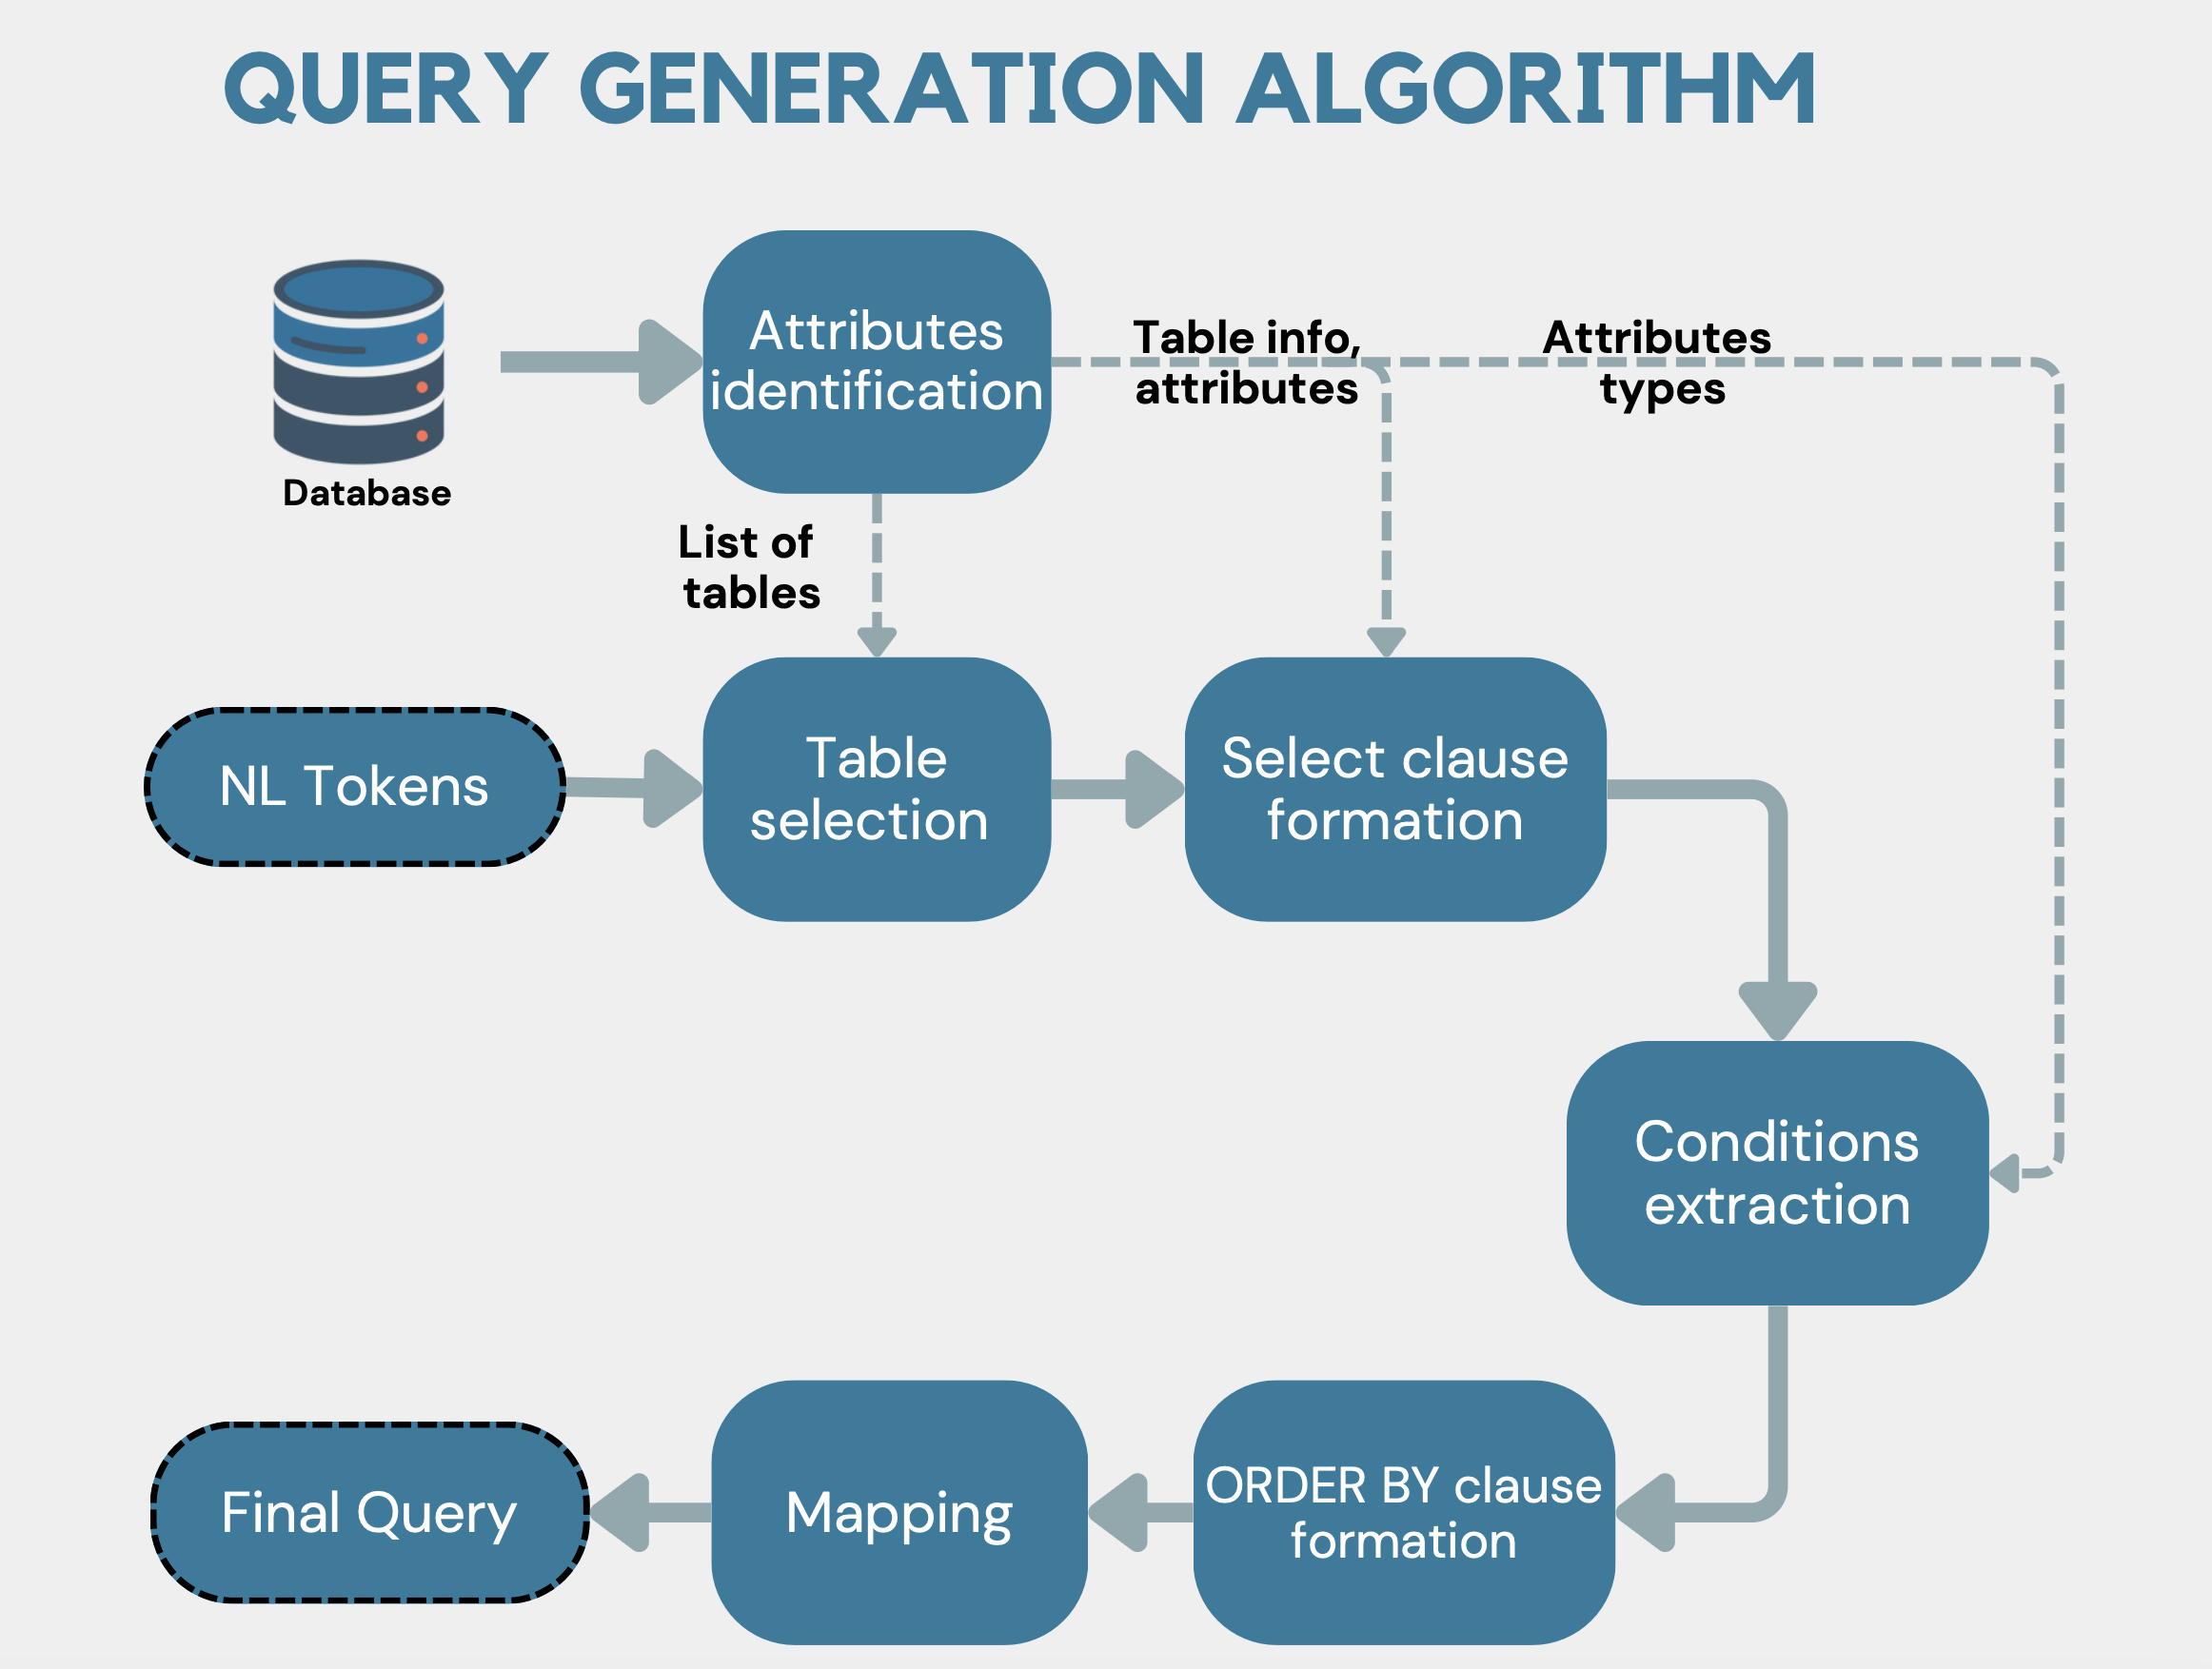 QUERY GENERATION ALGORITHM
Attributes
identification
Table info,
attributes
Attributes
types
Database
List of
tables
NL Tokens
Table
selection
Select clause
formation
Conditions
extraction
Final Query
Mapping
ORDER BY clause
formation